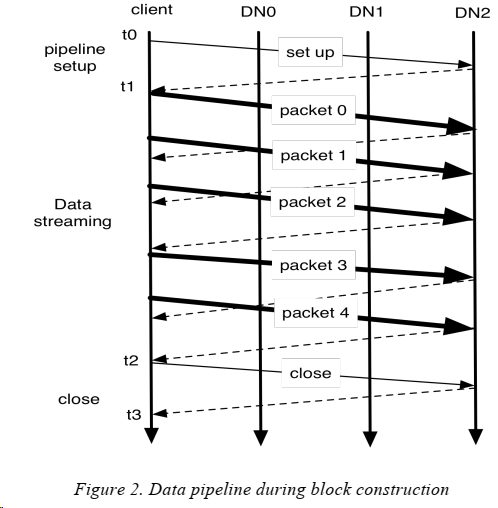 client DN0 DN1 DN2
t0
pipeline
setup
set up
t1
packet 0
packet 1
packet 2
Data
streaming
packet 3
packet 4
t2
close
close
t3
Figure 2. Data pipeline during block construction